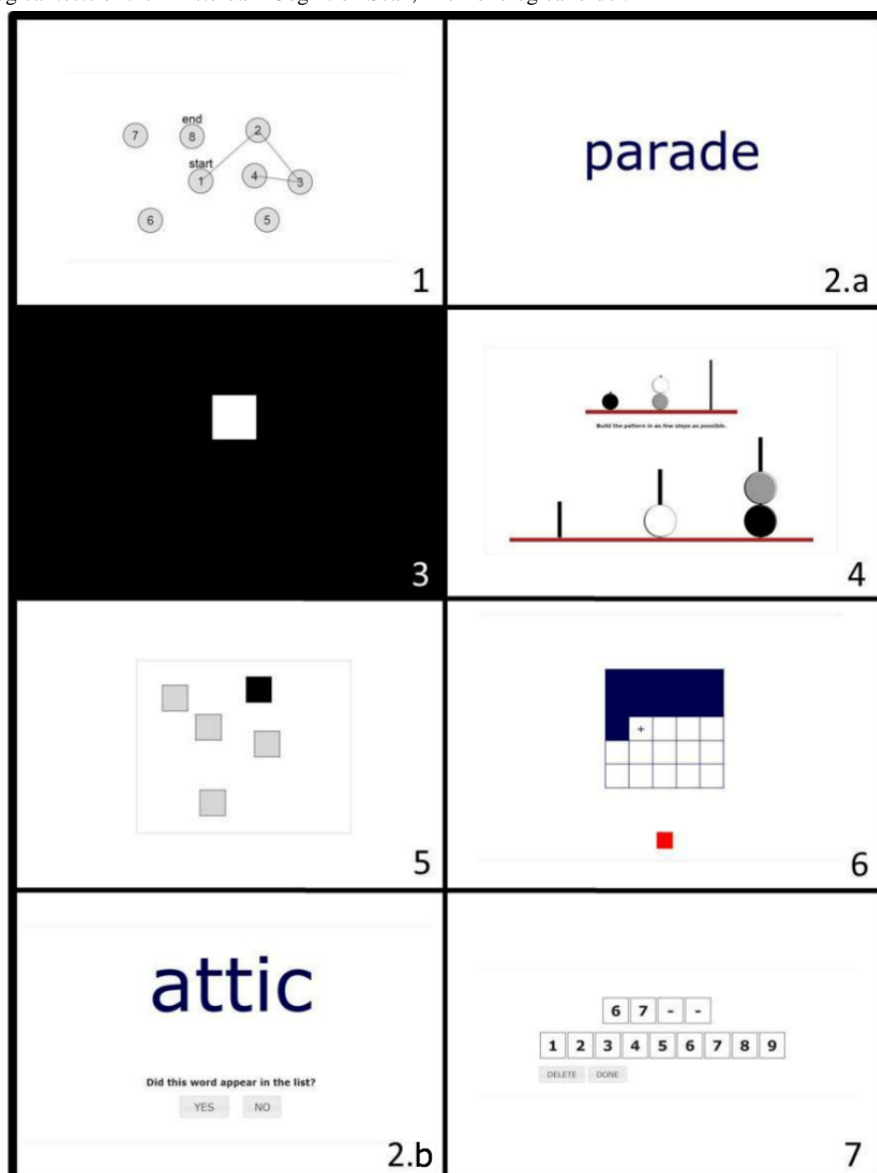 end
7 8 2
start
1 4 3
6 5
1
parade
2.a
3
Build the pattern in as few steps as possible.
4
5
+
6
attic
Did this word appear in the list?
YES NO
2.b
6 7 - -
1 2 3 4 5 6 7 8 9
DELETE DONE
7